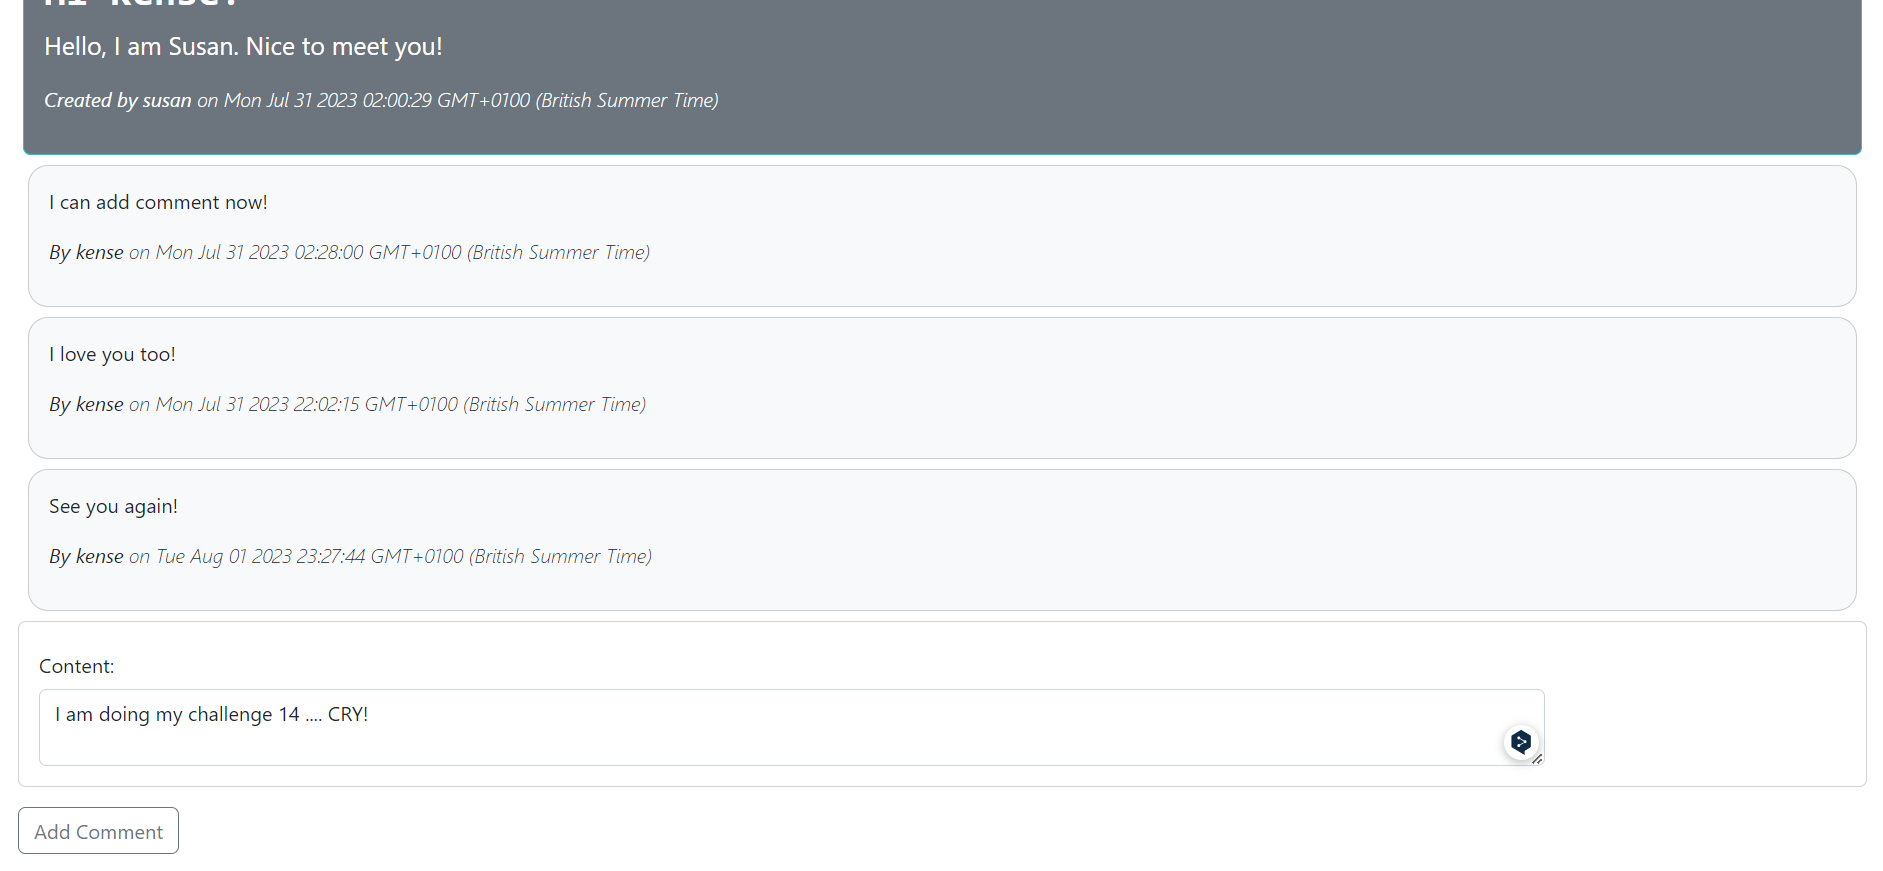 Hi kense!
Hello, I am Susan. Nice to meet you!
Created by susan on Mon Jul 31 2023 02:00:29 GMT+0100 (British Summer Time)
I can add comment now!
By kense on Mon Jul 31 2023 02:28:00 GMT+0100 (British Summer Time)
I love you too!
By kense on Mon Jul 31 2023 22:02:15 GMT+0100 (British Summer Time)
See you again!
By kense on Tue Aug 01 2023 23:27:44 GMT+0100 (British Summer Time)
Content:
I am doing my challenge 14 .... CRY!
Add Comment